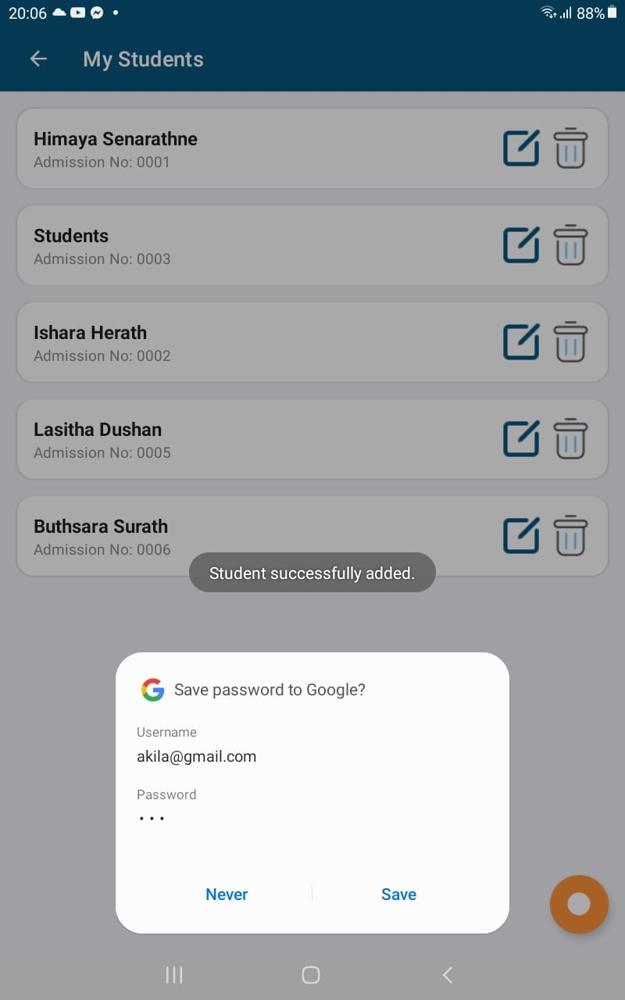 20:06 88%
My Students
Himaya Senarathne
Admission No: 0001
Students
Admission No: 0003
Ishara Herath
Admission No: 0002
Lasitha Dushan
Admission No: 0005
Buthsara Surath
Admission No: 0006
Student successfully added.
Save password to Google?
Username
akila@gmail.com
Password
• • •
Never Save